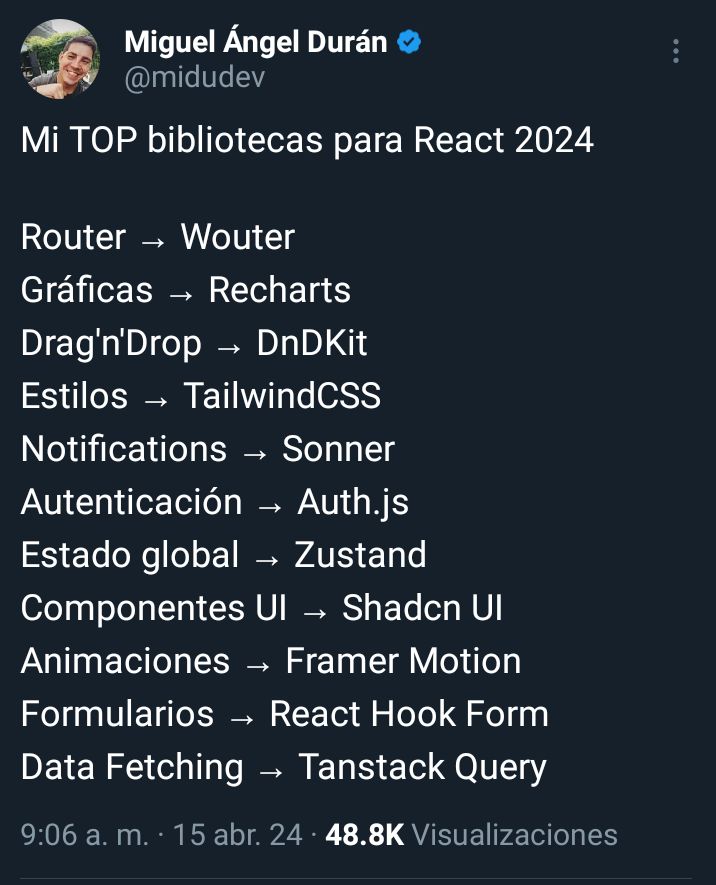 Miguel Ángel Durán
@midudev
Mi TOP bibliotecas para React 2024
Router → Wouter
Gráficas → Recharts
Drag'n'Drop → DnDKit
Estilos → TailwindCSS
Notifications → Sonner
Autenticación → Auth.js
Estado global → Zustand
Componentes UI → Shadcn UI
Animaciones → Framer Motion
Formularios → React Hook Form
Data Fetching → Tanstack Query
9:06 a. m. · 15 abr. 24 · 48.8K Visualizaciones